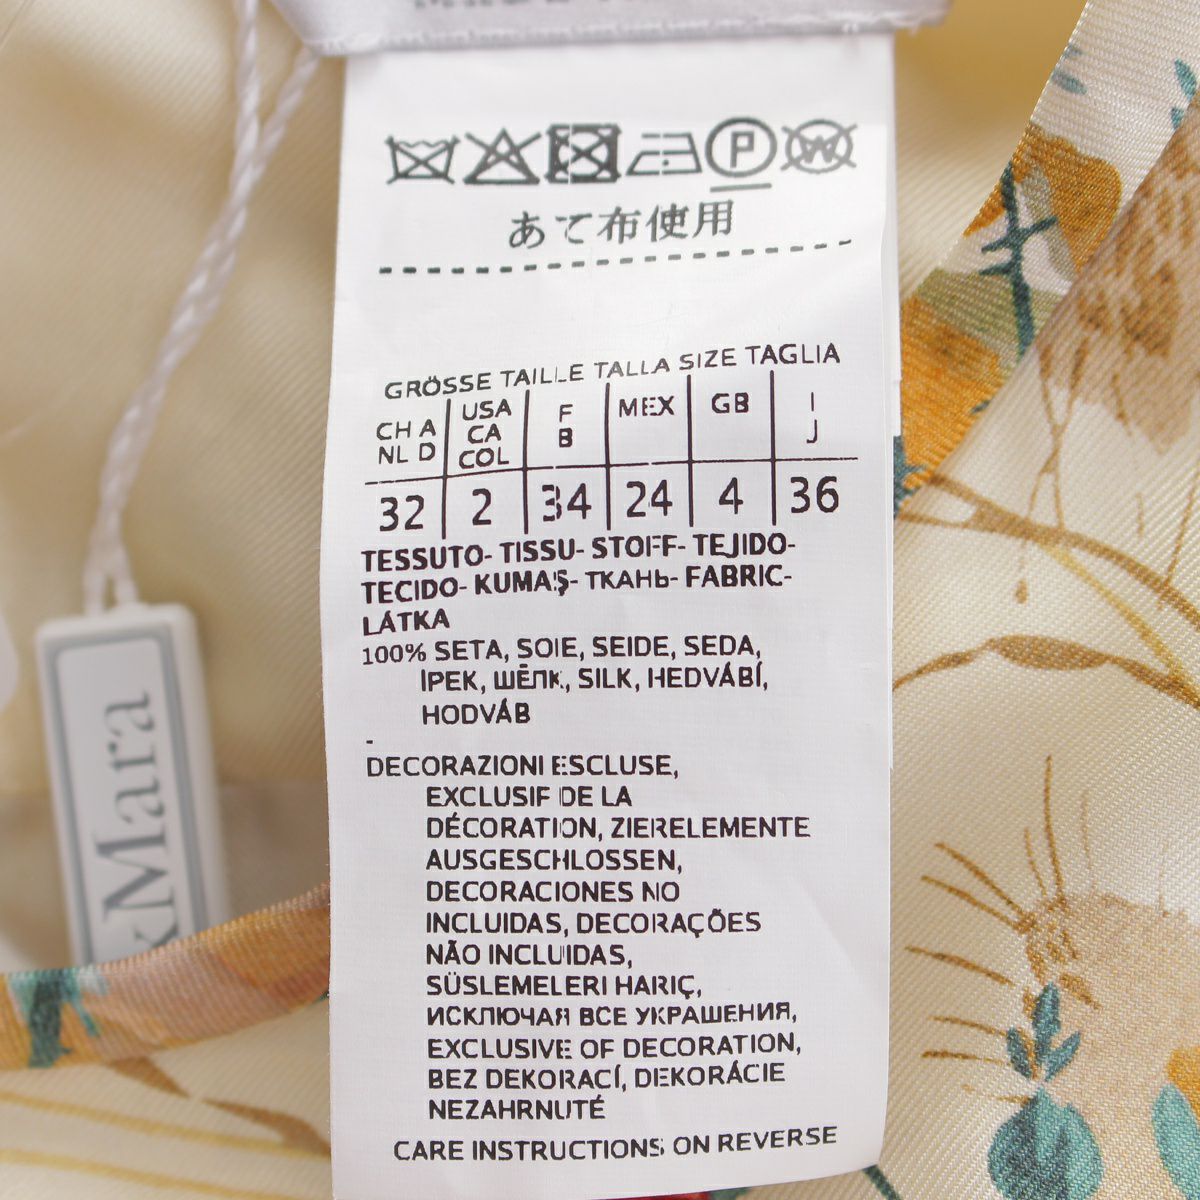 P W
あて布使用
GRÖSSE TAILLE TALLA SIZE TAGLIA
CH A NL D USA CA COL F B MEX GB I J
32 2 34 24 4 36
TESSUTO- TISSU- STOFF- TEJIDO-
TECIDO- KUMAŞ- ТКАНЬ- FABRIC-
LÁTKA
100% SETA, SOIE, SEIDE, SEDA,
IPEK, ШЁЛК, SILK, HEDVÁBÍ,
HODVÁB
-
DECORAZIONI ESCLUSE,
EXCLUSIF DE LA
DÉCORATION, ZIERELEMENTE
AUSGESCHLOSSEN,
DECORACIONES NO
INCLUIDAS, DECORAÇÕES
NÃO INCLUIDAS,
SÜSLEMELERI HARIÇ,
ИСКЛЮЧАЯ ВСЕ УКРАШЕНИЯ,
EXCLUSIVE OF DECORATION,
BEZ DEKORACÍ, DEKORÁCIE
NEZAHRNUTÉ
CARE INSTRUCTIONS ON REVERSE
xMara